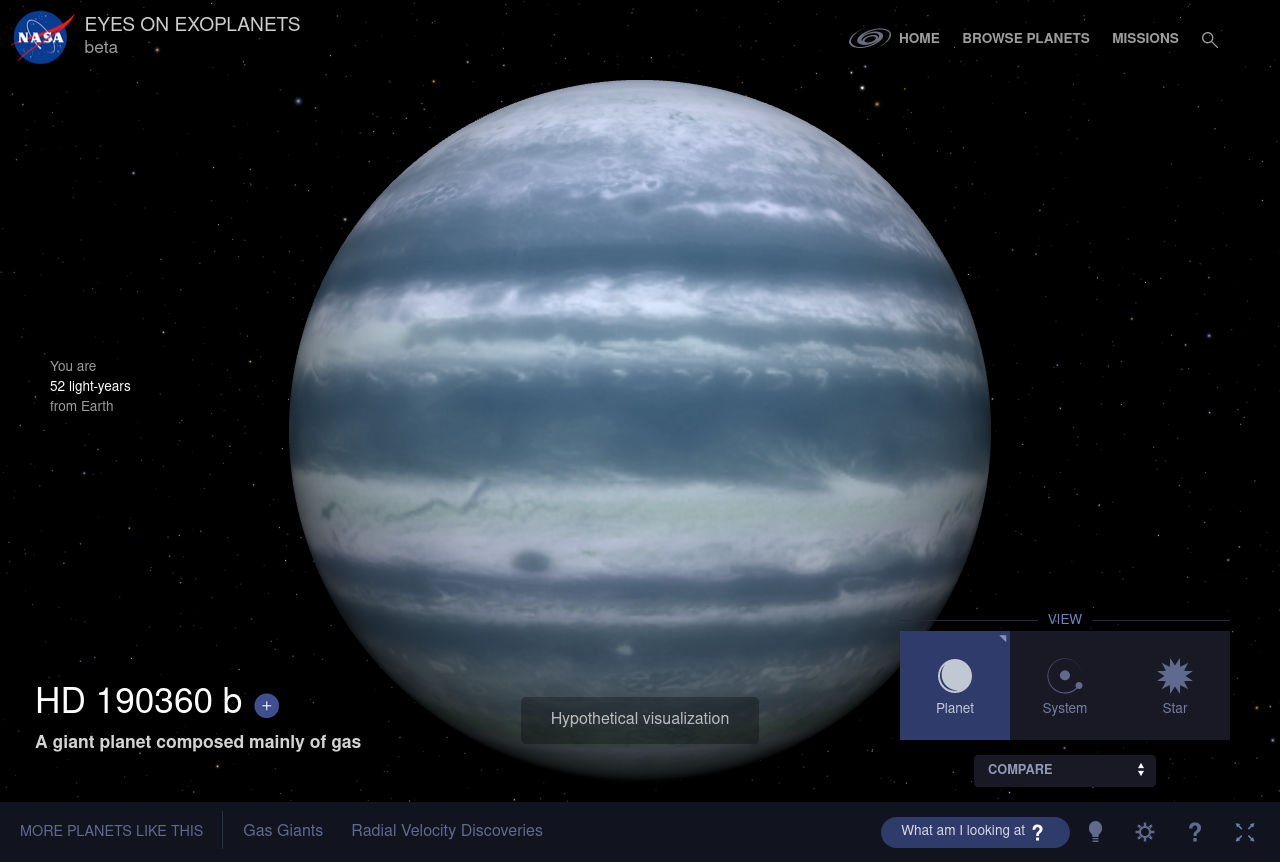 NASA
EYES ON EXOPLANETS
beta
HOME
BROWSE PLANETS
MISSIONS
You are
52 light-years
from Earth
VIEW
Planet
System
Star
HD 190360 b +
A giant planet composed mainly of gas
Hypothetical visualization
COMPARE
MORE PLANETS LIKE THIS
Gas Giants
Radial Velocity Discoveries
What am I looking at ?
?